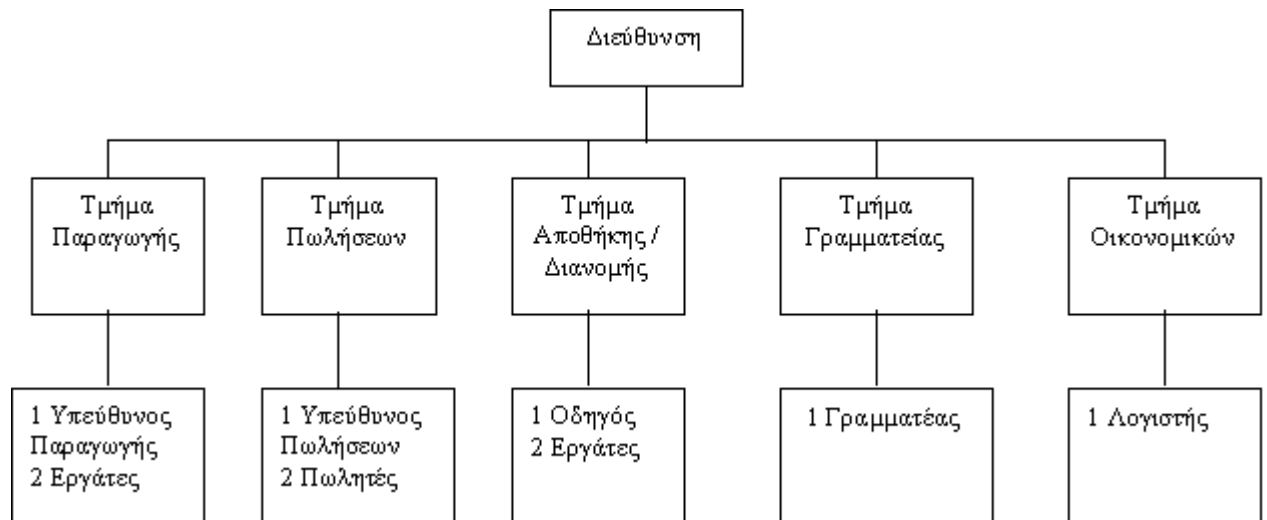 Διεύθυνση
Τμήμα
Παραγωγής
Τμήμα
Πωλήσεων
Τμήμα
Αποθήκης /
Διανομής
Τμήμα
Γραμματείας
Τμήμα
Οικονομικών
1 Υπεύθυνος
Παραγωγής
2 Εργάτες
1 Υπεύθυνος
Πωλήσεων
2 Πωλητές
1 Οδηγός
2 Εργάτες
1 Γραμματέας
1 Λογιστής